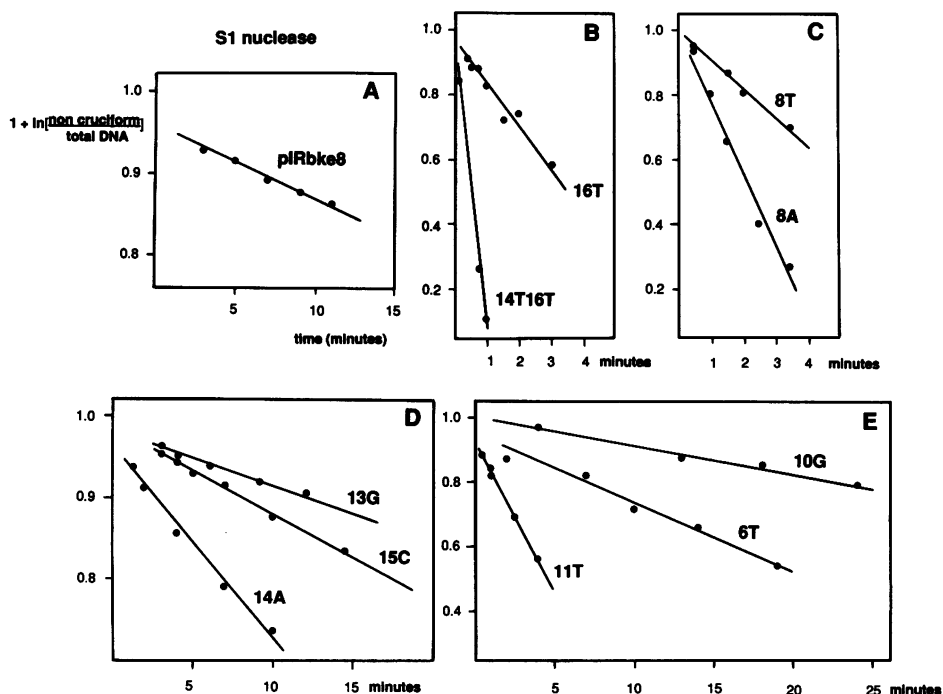 S1 nuclease
A
1.0
1 + ln[non cruciform]
total DNA
0.9
0.8
pIRbke8
5 10 15
time (minutes)
B
1.0
0.8
0.6
0.4
0.2
16T
14T16T
1 2 3 4 minutes
C
1.0
0.8
0.6
0.4
0.2
8T
8A
1 2 3 4 minutes
D
1.0
0.9
0.8
13G
15C
14A
5 10 15 minutes
E
1.0
0.8
0.6
0.4
10G
6T
11T
5 10 15 20 25 minutes